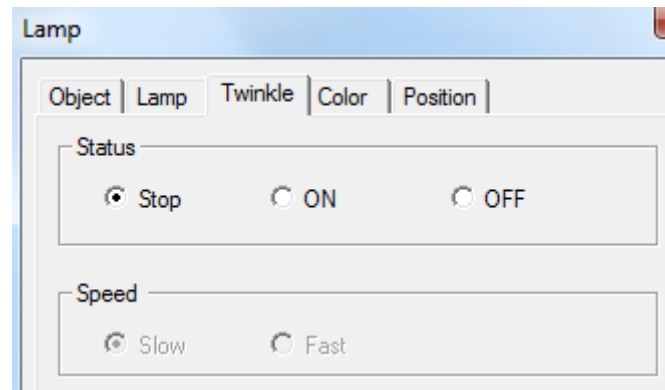 Lamp
Object Lamp Twinkle Color Position
Status
Stop ON OFF
Speed
Slow Fast